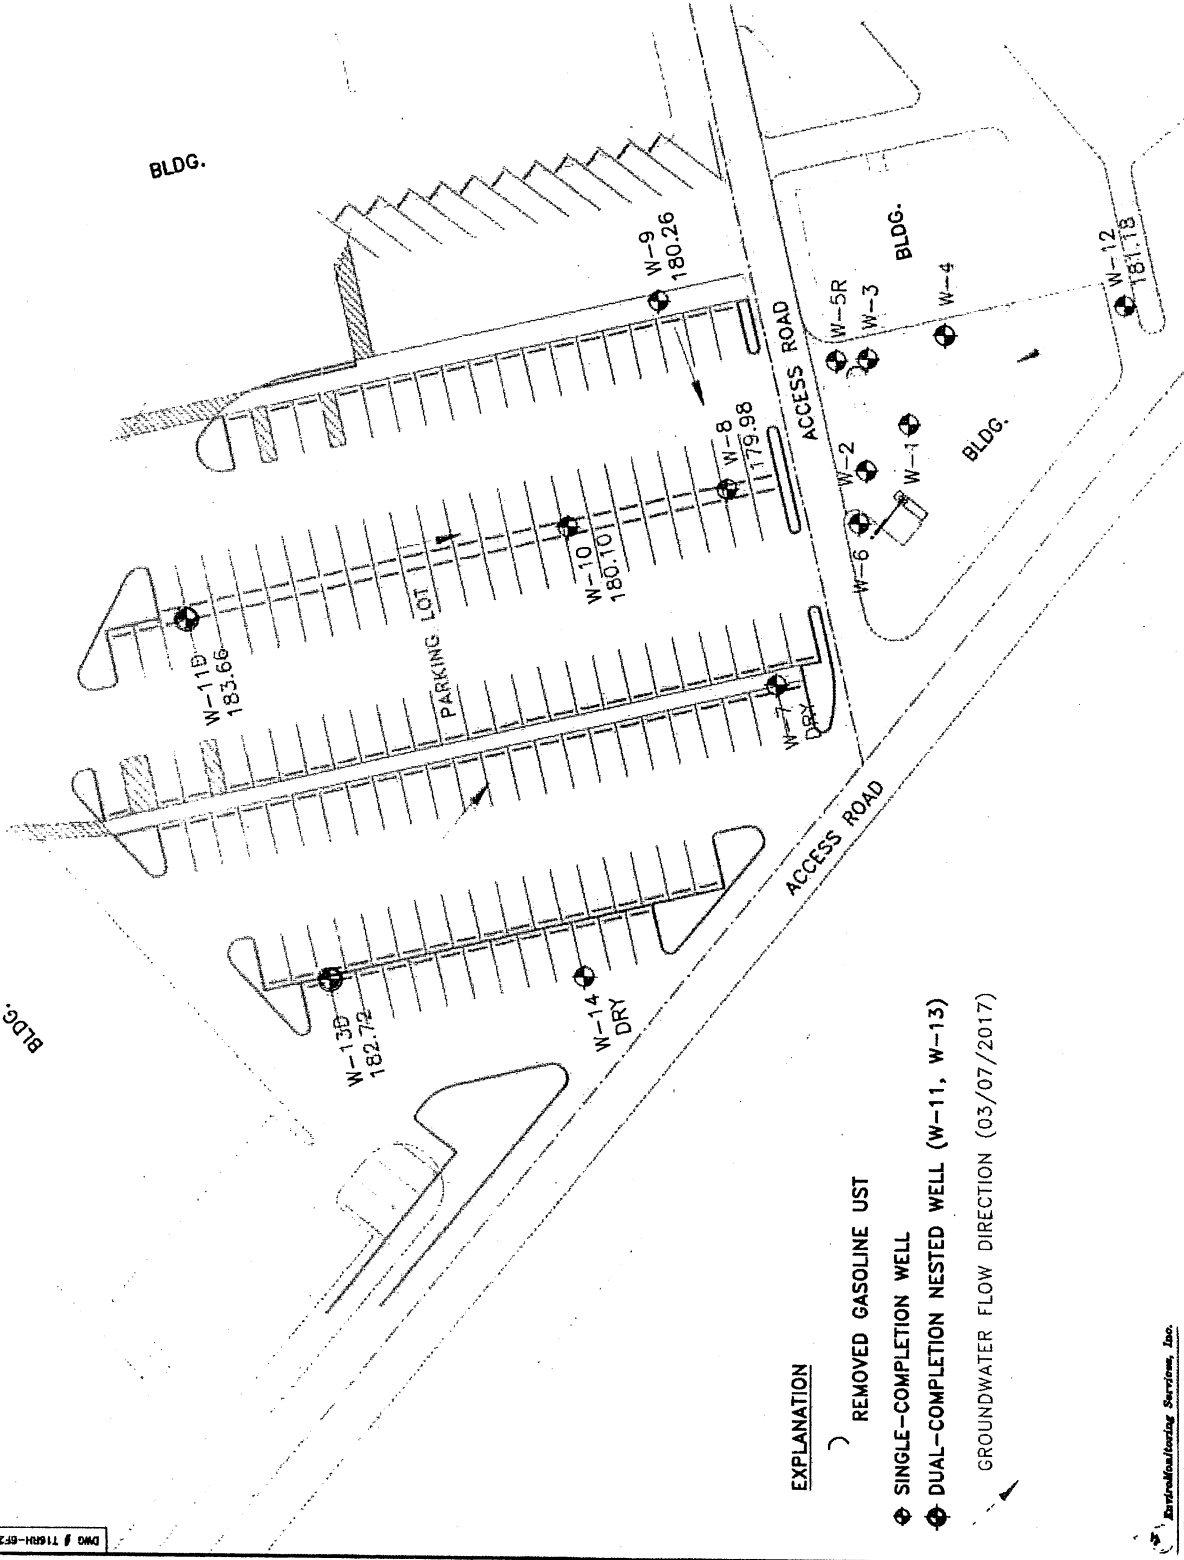 BLDG.
W-9
180.26
W-5R
W-3
BLDG.
W-4
W-12
181.18
ACCESS ROAD
W-8
179.98
W-2
W-1
BLDG.
W-6
W-10
180.10
PARKING LOT
W-11D
183.66
W-7
DRY
ACCESS ROAD
BLDG.
W-13D
182.72
W-14
DRY
EXPLANATION
REMOVED GASOLINE UST
SINGLE-COMPLETION WELL
DUAL-COMPLETION NESTED WELL (W-11, W-13)
GROUNDWATER FLOW DIRECTION (03/07/2017)
EnviroMonitoring Services, Inc.
DWG # T16RH-6F2